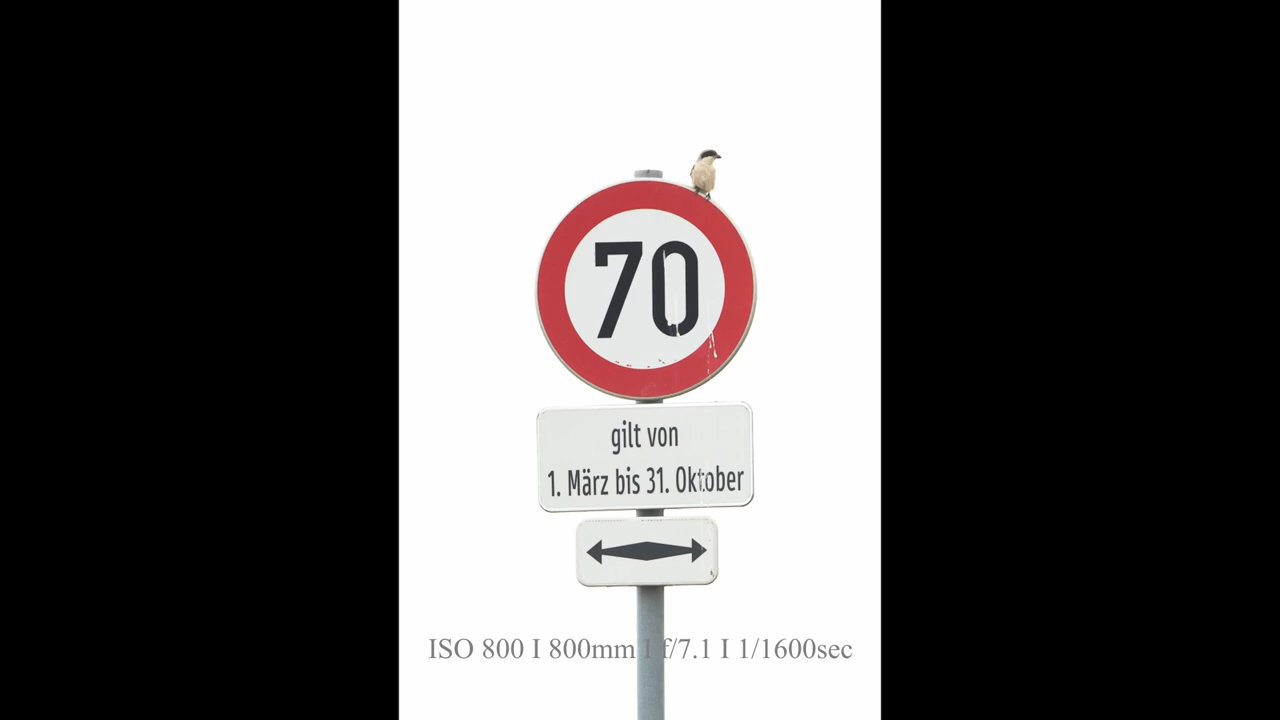 70
gilt von
1. März bis 31. Oktober
ISO 800 I 800mm I f/7.1 I 1/1600sec